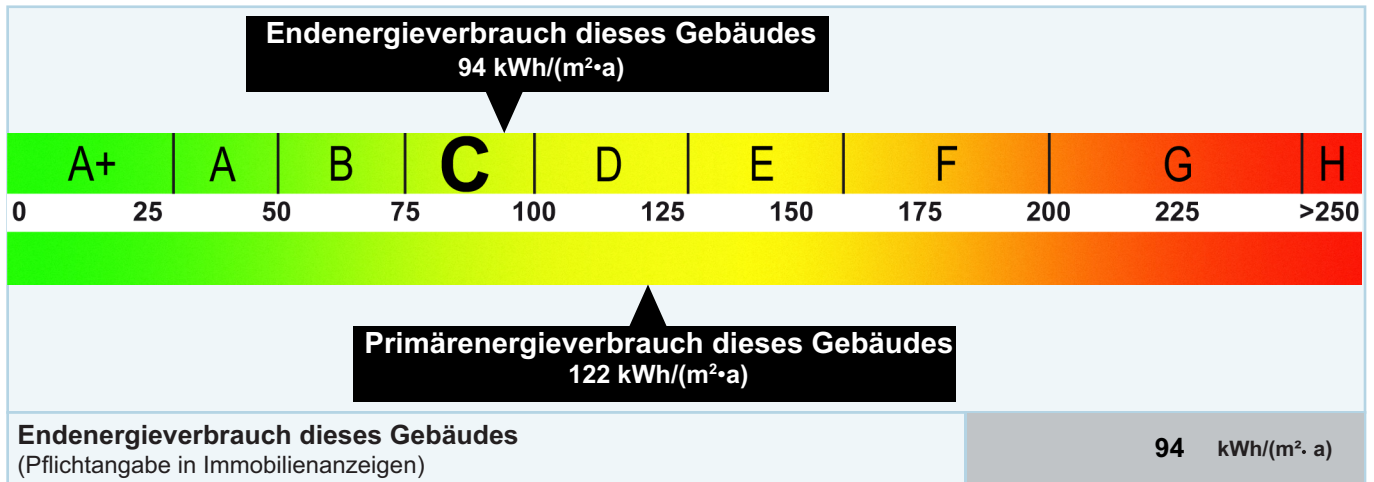 Endenergieverbrauch dieses Gebäudes
94 kWh/(m²•a)
A+ A B C D E F G H
0 25 50 75 100 125 150 175 200 225 >250
Primärenergieverbrauch dieses Gebäudes
122 kWh/(m²•a)
Endenergieverbrauch dieses Gebäudes
(Pflichtangabe in Immobilienanzeigen)
94 kWh/(m²· a)